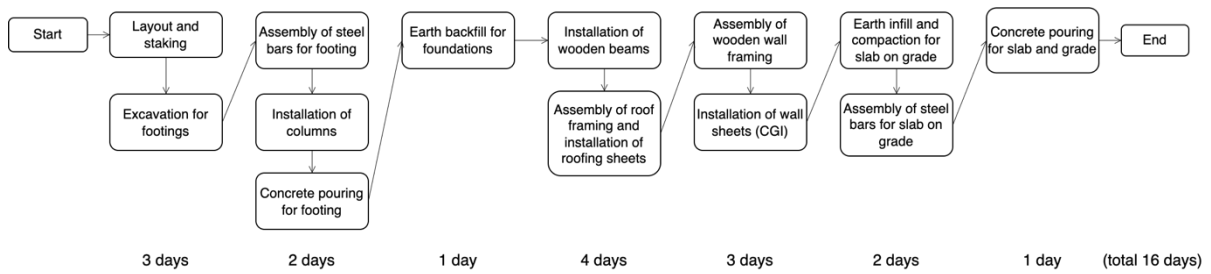 Start
Layout and
staking
Excavation for
footings
Assembly of steel
bars for footing
Installation of
columns
Concrete pouring
for footing
Earth backfill for
foundations
Installation of
wooden beams
Assembly of roof
framing and
installation of
roofing sheets
Assembly of
wooden wall
framing
Installation of wall
sheets (CGI)
Earth infill and
compaction for
slab on grade
Assembly of steel
bars for slab on
grade
Concrete pouring
for slab and grade
End
3 days
2 days
1 day
4 days
3 days
2 days
1 day
(total 16 days)